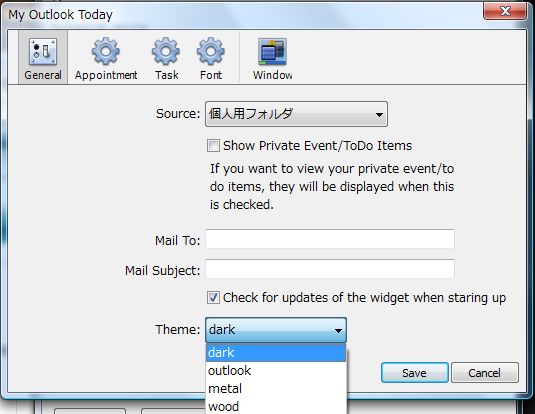 My Outlook Today
General
Appointment
Task
Font
Window
Source:
個人用フォルダ
Show Private Event/ToDo Items
If you want to view your private event/to
do items, they will be displayed when this
is checked.
Mail To:
Mail Subject:
Check for updates of the widget when staring up
Theme:
dark
dark
outlook
metal
wood
Save
Cancel